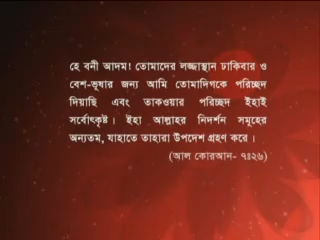 হে বনী আদম! তোমাদের লজ্জাস্থান ঢাকিবার ও
বেশ-ভূষার জন্য আমি তোমাদিগকে পরিচ্ছদ
দিয়াছি এবং তাকওয়ার পরিচ্ছদ ইহাই
সর্বোৎকৃষ্ট। ইহা আল্লাহর নিদর্শন সমূহের
অন্যতম, যাহাতে তাহারা উপদেশ গ্রহণ করে।
(আল কোরআন- ৭ঃ২৬)